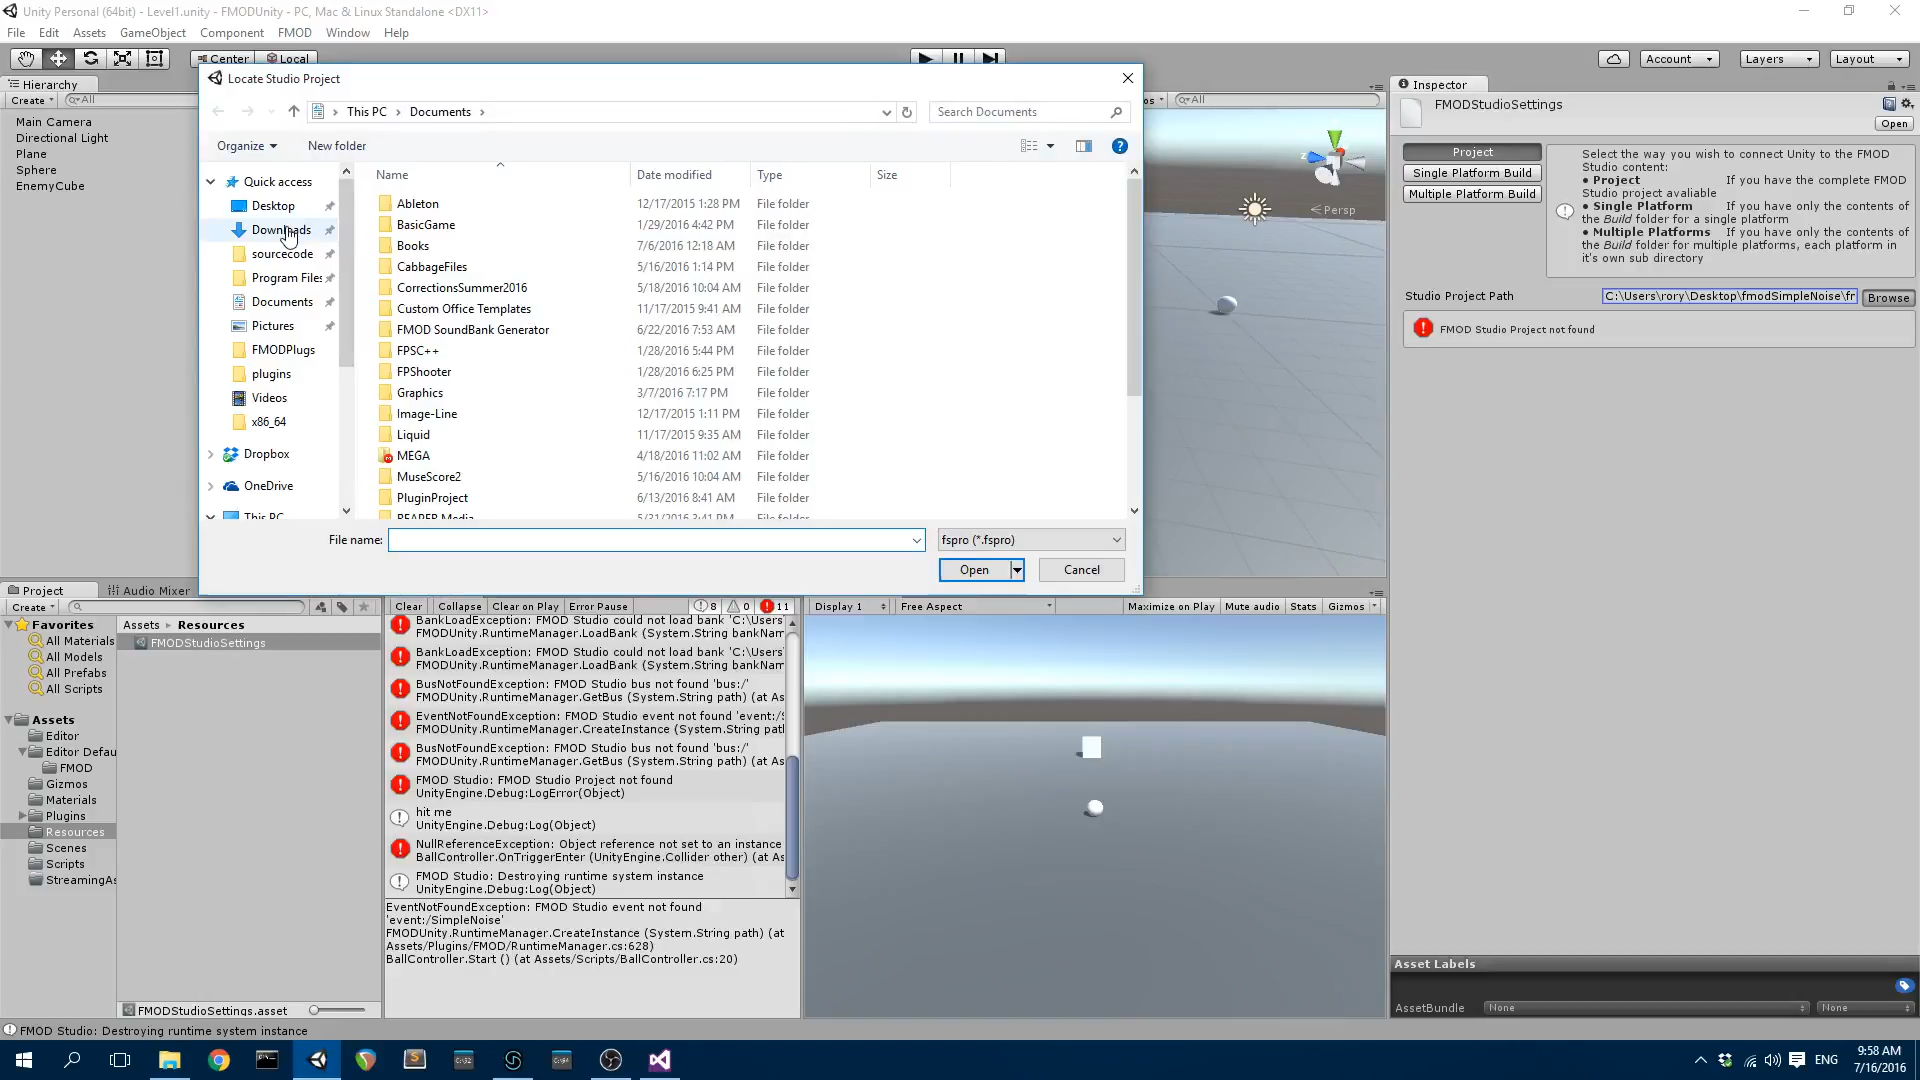 Unity Personal (64bit) - Level1.unity - FMODUnity - PC, Mac & Linux Standalone <DX11>
File Edit Assets GameObject Component FMOD Window Help
Center Local Account Layers Layout
Hierarchy
Create All
Main Camera
Directional Light
Plane
Sphere
EnemyCube
Locate Studio Project
This PC > Documents >
Search Documents
Organize New folder
Name Date modified Type Size
Quick access
Desktop
Downloads
sourcecode
Program Files
Documents
Pictures
FMODPlugs
plugins
Videos
x86_64
Dropbox
OneDrive
This PC
Ableton 12/17/2015 1:28 PM File folder
BasicGame 1/29/2016 4:42 PM File folder
Books 7/6/2016 12:18 AM File folder
CabbageFiles 5/16/2016 1:14 PM File folder
CorrectionsSummer2016 5/18/2016 10:04 AM File folder
Custom Office Templates 11/17/2015 9:41 AM File folder
FMOD SoundBank Generator 6/22/2016 7:53 AM File folder
FPSC++ 1/28/2016 5:44 PM File folder
FPShooter 1/28/2016 6:25 PM File folder
Graphics 3/7/2016 7:17 PM File folder
Image-Line 12/17/2015 1:11 PM File folder
Liquid 11/17/2015 9:35 AM File folder
MEGA 4/18/2016 11:02 AM File folder
MuseScore2 5/16/2016 10:04 AM File folder
PluginProject 6/13/2016 8:41 AM File folder
REAPER Media 5/31/2016 3:41 PM File folder
File name: fspro (*.fspro)
Open Cancel
All
Persp
Inspector
FMODStudioSettings
Open
Project
Single Platform Build
Multiple Platform Build
Select the way you wish to connect Unity to the FMOD
Studio content:
• Project If you have the complete FMOD
Studio project avaliable
• Single Platform If you have only the contents of
the Build folder for a single platform
• Multiple Platforms If you have only the contents of
the Build folder for multiple platforms, each platform in
it's own sub directory
Studio Project Path C:\Users\rory\Desktop\fmodSimpleNoise\fr Browse
FMOD Studio Project not found
Project Audio Mixer
Create
Favorites
All Materials
All Models
All Prefabs
All Scripts
Assets
Editor
Editor Defau
FMOD
Gizmos
Materials
Plugins
Resources
Scenes
Scripts
StreamingAs
Assets Resources
FMODStudioSettings
FMODStudioSettings.asset
Clear Collapse Clear on Play Error Pause 8 0 11
BankLoadException: FMOD Studio could not load bank 'C:\Users
FMODUnity.RuntimeManager.LoadBank (System.String bankNam
BankLoadException: FMOD Studio could not load bank 'C:\Users
FMODUnity.RuntimeManager.LoadBank (System.String bankNam
BusNotFoundException: FMOD Studio bus not found 'bus:/'
FMODUnity.RuntimeManager.GetBus (System.String path) (at As
EventNotFoundException: FMOD Studio event not found 'event:/S
FMODUnity.RuntimeManager.CreateInstance (System.String path
BusNotFoundException: FMOD Studio bus not found 'bus:/'
FMODUnity.RuntimeManager.GetBus (System.String path) (at As
FMOD Studio: FMOD Studio Project not found
UnityEngine.Debug:LogError(Object)
hit me
UnityEngine.Debug:Log(Object)
NullReferenceException: Object reference not set to an instance
BallController.OnTriggerEnter (UnityEngine.Collider other) (at As
FMOD Studio: Destroying runtime system instance
UnityEngine.Debug:Log(Object)
EventNotFoundException: FMOD Studio event not found
'event:/SimpleNoise'
FMODUnity.RuntimeManager.CreateInstance (System.String path) (at
Assets/Plugins/FMOD/RuntimeManager.cs:628)
BallController.Start () (at Assets/Scripts/BallController.cs:20)
Display 1 Free Aspect Maximize on Play Mute audio Stats Gizmos
Asset Labels
AssetBundle None None
FMOD Studio: Destroying runtime system instance
ENG
9:58 AM
7/16/2016